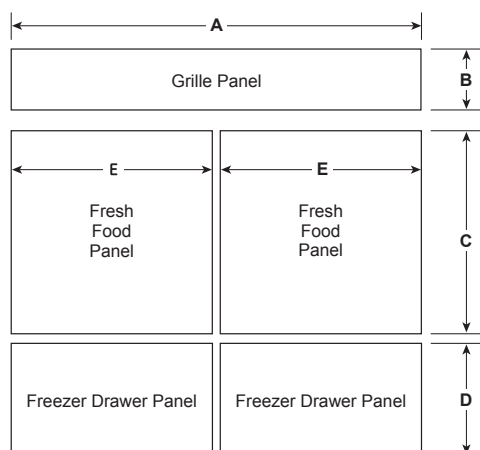 A
Grille Panel
B
E
E
Fresh
Food
Panel
Fresh
Food
Panel
C
Freezer Drawer Panel
Freezer Drawer Panel
D